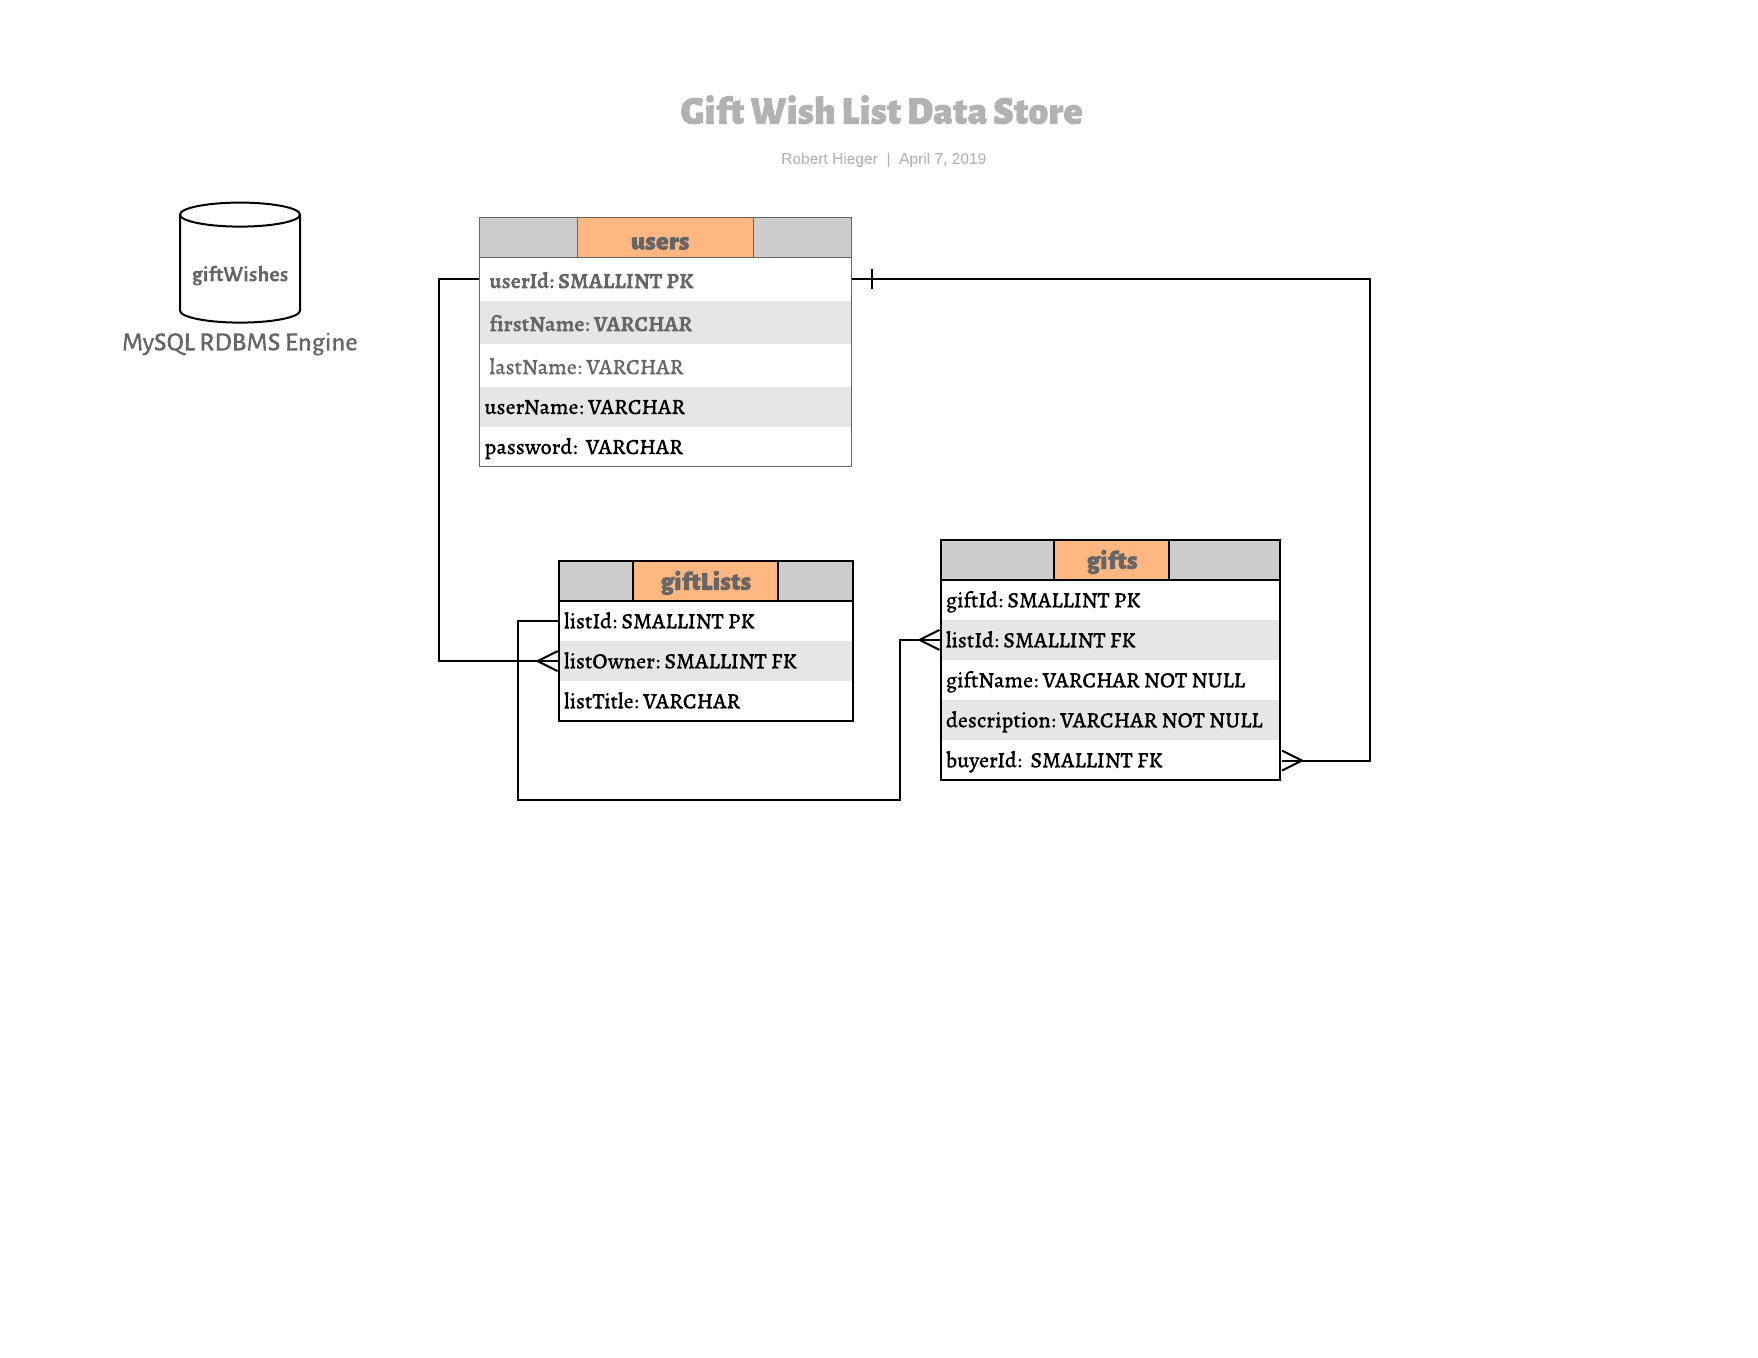 Gift Wish List Data Store
Robert Hieger | April 7, 2019
giftWishes
MySQL RDBMS Engine
users
userId: SMALLINT PK
firstName: VARCHAR
lastName: VARCHAR
userName: VARCHAR
password: VARCHAR
giftLists
listId: SMALLINT PK
listOwner: SMALLINT FK
listTitle: VARCHAR
gifts
giftId: SMALLINT PK
listId: SMALLINT FK
giftName: VARCHAR NOT NULL
description: VARCHAR NOT NULL
buyerId: SMALLINT FK